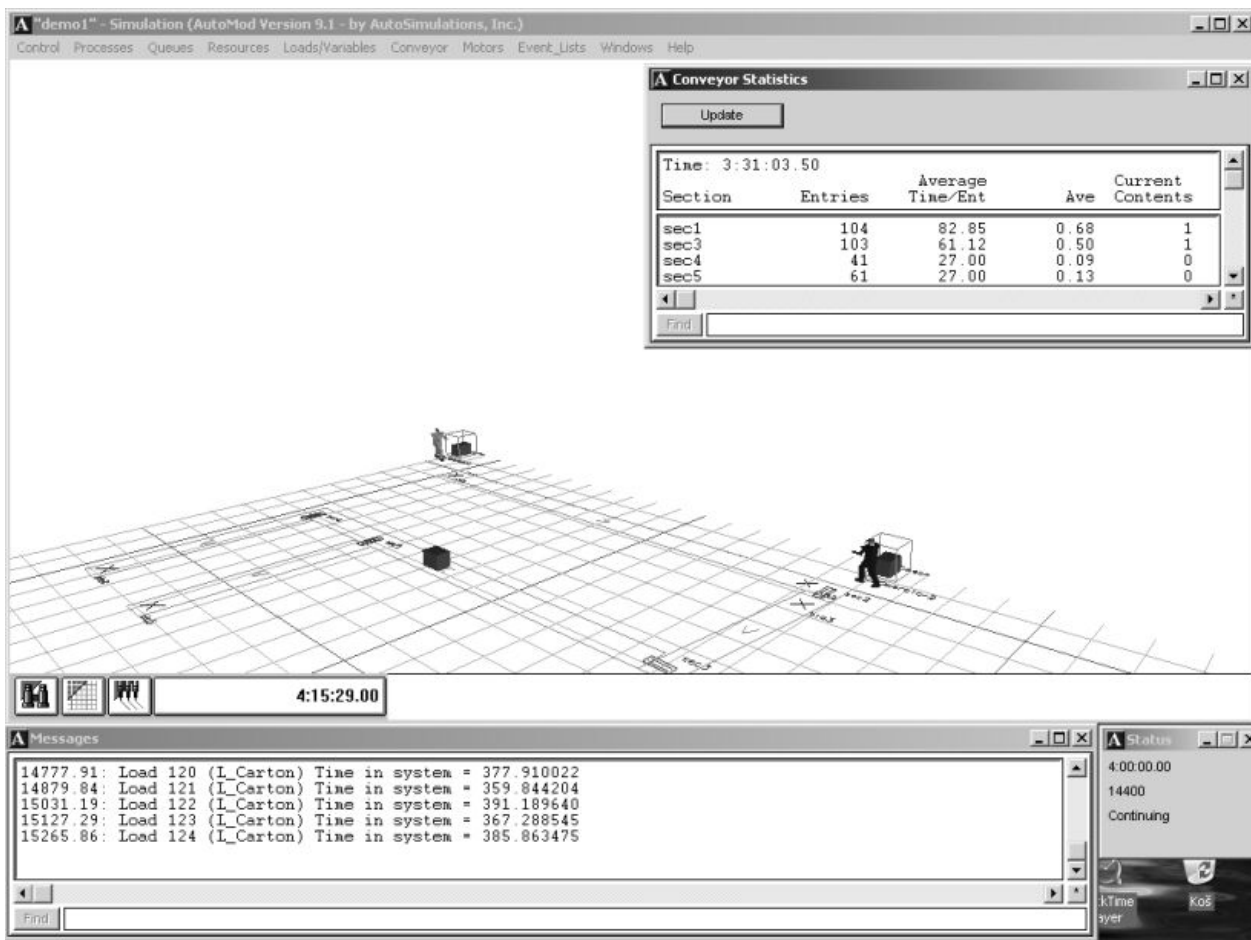 "demo1" - Simulation (AutoMod Version 9.1 - by AutoSimulations, Inc.)
Control Processes Queues Resources Loads/Variables Conveyor Motors Event_Lists Windows Help
Conveyor Statistics
Update
Time: 3:31:03.50
Average Current
Section Entries Time/Ent Ave Contents
sec1 104 82.85 0.68 1
sec3 103 61.12 0.50 1
sec4 41 27.00 0.09 0
sec5 61 27.00 0.13 0
Find
4:15:29.00
Messages
14777.91: Load 120 (L_Carton) Time in system = 377.910022
14879.84: Load 121 (L_Carton) Time in system = 359.844204
15031.19: Load 122 (L_Carton) Time in system = 391.189640
15127.29: Load 123 (L_Carton) Time in system = 367.288545
15265.86: Load 124 (L_Carton) Time in system = 385.863475
Find
Status
4:00:00.00
14400
Continuing
ckTime
ayer
Koš